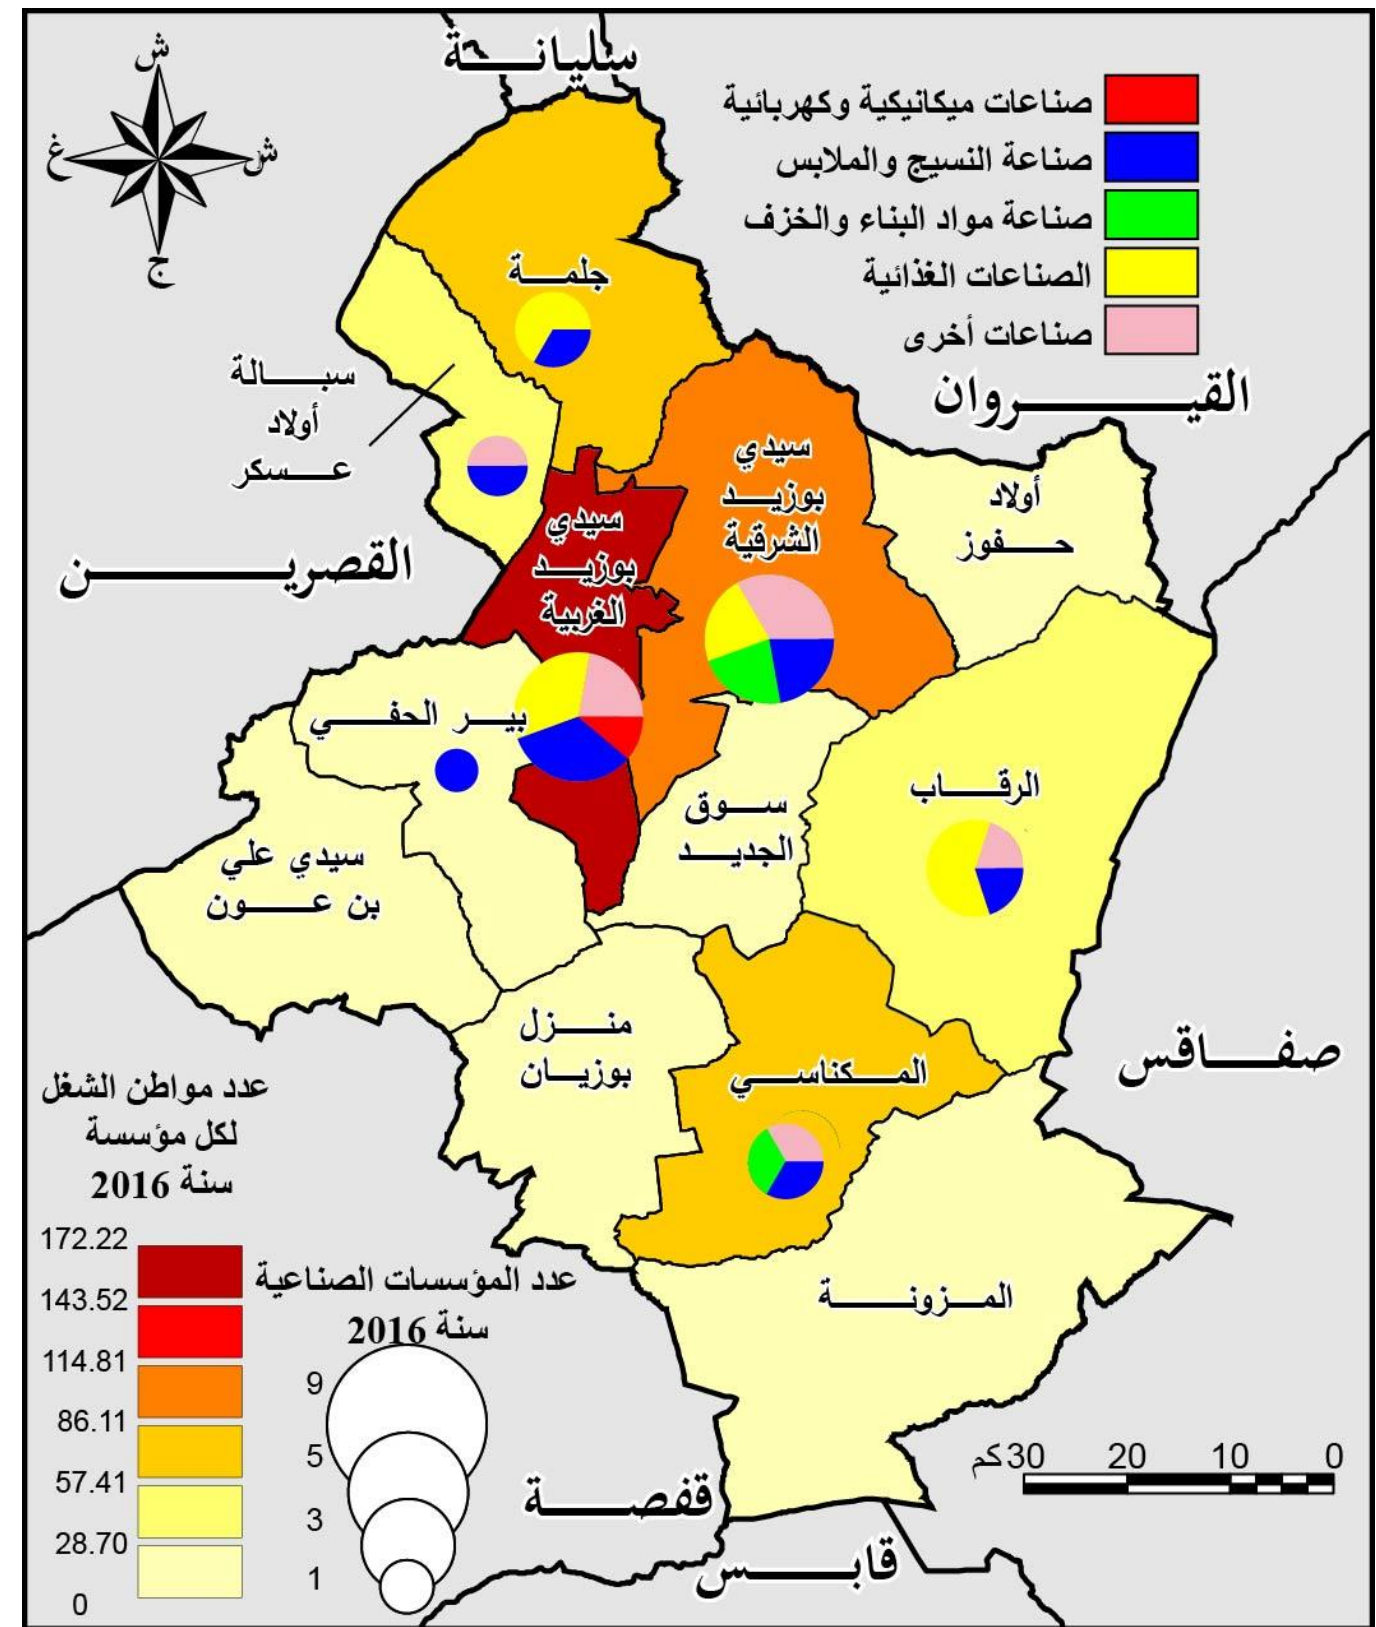 سليانة
ش
ش
غ
ج
صناعات ميكانيكية وكهربائية
صناعة النسيج والملابس
صناعة مواد البناء والخزف
الصناعات الغذائية
صناعات أخرى
القيروان
جلمة
سبالة
أولاد
عسكر
سيدي
بوزيد
الشرقية
أولاد
حفوز
سيدي
بوزيد
الغربية
القصرين
بير الحفي
الرقاب
سوق
الجديد
سيدي علي
بن عون
منزل
بوزيان
المكناسي
صفاقس
المزونة
عدد مواطن الشغل
لكل مؤسسة
سنة 2016
172.22
143.52
114.81
86.11
57.41
28.70
0
عدد المؤسسات الصناعية
سنة 2016
9
5
3
1
0 10 20 30 كم
قفصة
قابس